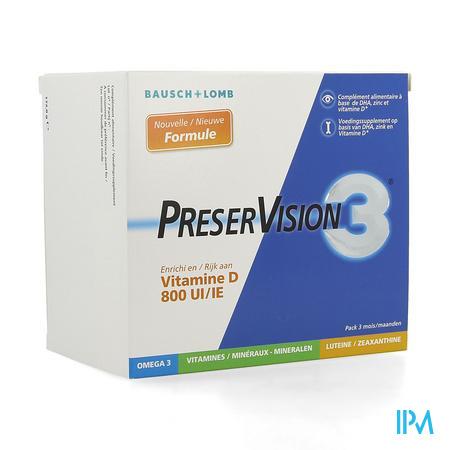 BAUSCH + LOMB
Nouvelle / Nieuwe
Formule
Complément alimentaire à
base de DHA, zinc et
vitamine D*
Voedingssupplement op
basis van DHA, zink en
Vitamine D*
PRESERVISION 3®
Enrichi en / Rijk aan
Vitamine D
800 UI/IE
Pack 3 mois/maanden
OMEGA 3
VITAMINES / MINÉRAUX - MINERALEN
LUTEINE / ZEAXANTHINE
IPM